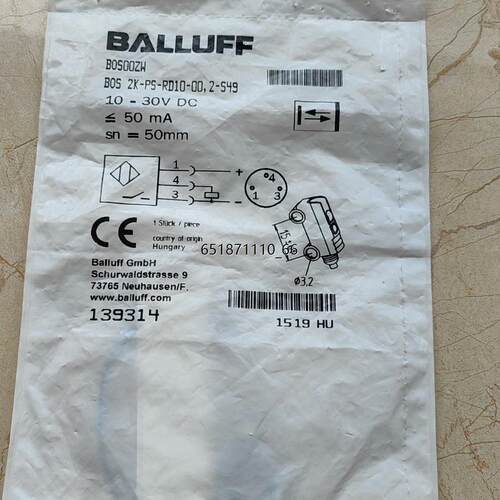 BALLUFF
BOS00ZW
BOS 2K-PS-RD10-00,2-S49
10 - 30V DC
≤ 50 mA
sn = 50mm
1
+
4
3
-
4
1 3
1 Stück / piece
country of origin
Hungary
651871110_66
15
ø3.2
CE
Balluff GmbH
Schurwaldstrasse 9
73765 Neuhausen/F.
www.balluff.com
139314
1519 HU